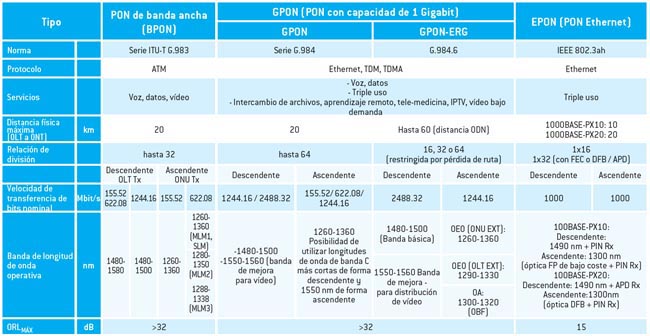 Tipo
PON de banda ancha
(BPON)
GPON (PON con capacidad de 1 Gigabit)
GPON
GPON-ERG
EPON (PON Ethernet)
Norma
Serie ITU-T G.983
Serie G.984
G.984.6
IEEE 802.3ah
Protocolo
ATM
Ethernet, TDM, TDMA
Ethernet
Servicios
Voz, datos, vídeo
- Voz, datos
- Triple uso
- Intercambio de archivos, aprendizaje remoto, tele-medicina, IPTV, vídeo bajo
demanda
Triple uso
Distancia física
máxima
(OLT a ONT)
km
20
20
Hasta 60 (distancia ODN)
1000BASE-PX10: 10
1000BASE-PX20: 20
Relación de
división
hasta 32
hasta 64
16, 32 o 64
(restringida por pérdida de ruta)
1x16
1x32 (con FEC o DFB / APD)
Descendente
OLT Tx
Ascendente
ONU Tx
Descendente
Ascendente
Descendente
Ascendente
Descendente
Ascendente
Velocidad de
transferencia de
bits nominal
Mbit/s
155.52
622.08
1244.16
155.52
622.08
1244.16 / 2488.32
155.52/ 622.08/
1244.16
2488.32
1244.16
1000
1000
Banda de longitud
de onda
operativa
nm
1480-
1580
1480-
1500
1260-
1360
1260-
1360
(MLM1,
SLM)
1280-
1350
(MLM2)
1288-
1338
(MLM3)
-1480-1500
-1550-1560 (banda
de mejora
para vídeo)
1260-1360
Posibilidad de
utilizar longitudes
de onda de banda C
más cortas de forma
descendente y
1550 nm de forma
ascendente
1480-1500
(Banda básica)
1550-1560 Banda
de mejora -
para distribución
de vídeo
OEO (ONU EXT):
1260-1360
OEO (OLT EXT):
1290-1330
OA:
1300-1320
(OBF)
100BASE-PX10:
Descendente:
1490 nm + PIN Rx
Ascendente: 1300 nm
(óptica FP de bajo coste + PIN Rx)
100BASE-PX20:
Descendente: 1490 nm + APD Rx
Ascendente:1300nm
(óptica DFB + PIN Rx)
ORLMÁX
dB
>32
>32
15